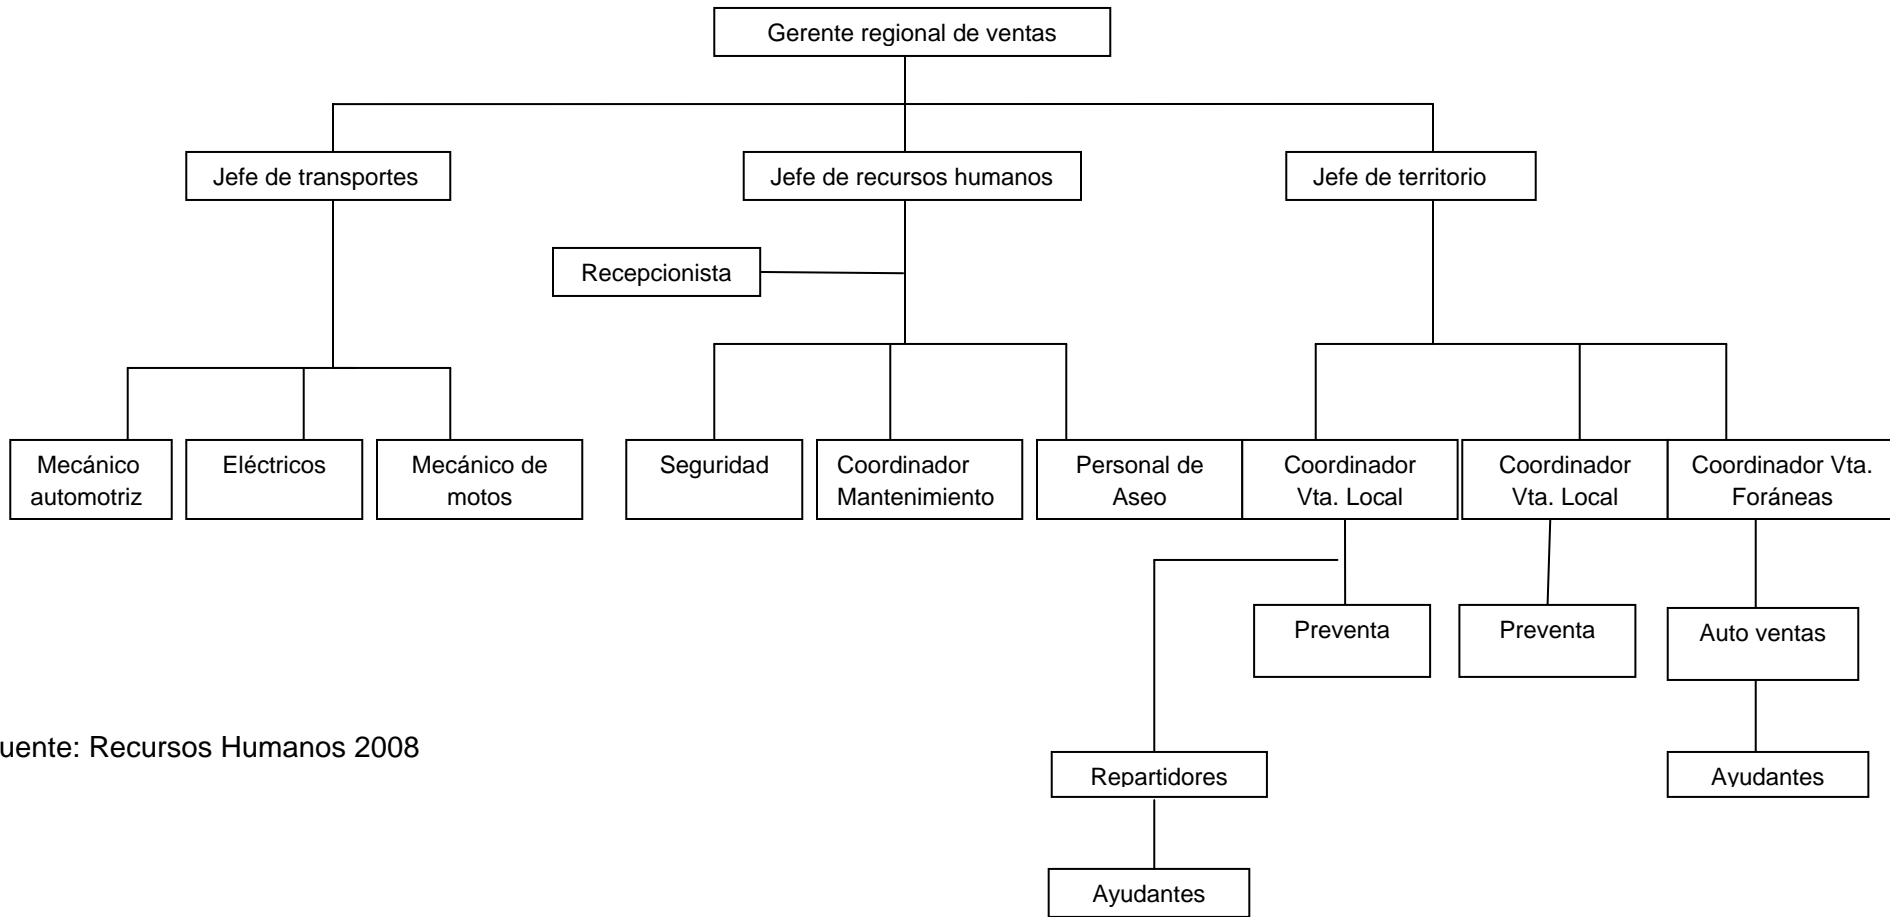 Gerente regional de ventas
Jefe de transportes
Jefe de recursos humanos
Jefe de territorio
Recepcionista
Mecánico
automotriz
Eléctricos
Mecánico de
motos
Seguridad
Coordinador
Mantenimiento
Personal de
Aseo
Coordinador
Vta. Local
Coordinador
Vta. Local
Coordinador Vta.
Foráneas
Preventa
Preventa
Auto ventas
uente: Recursos Humanos 2008
Repartidores
Ayudantes
Ayudantes